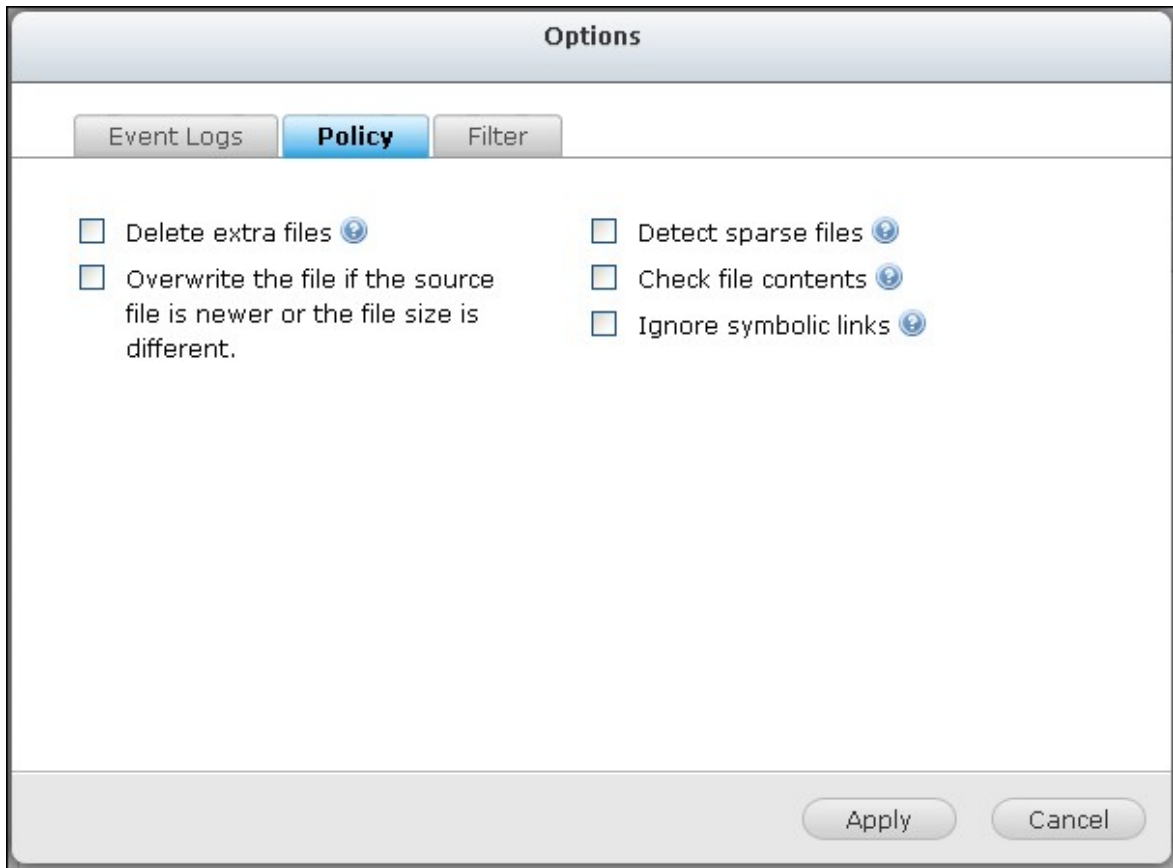 Options
Event Logs
Policy
Filter
Delete extra files
Overwrite the file if the source
file is newer or the file size is
different.
Detect sparse files
Check file contents
Ignore symbolic links
Apply
Cancel